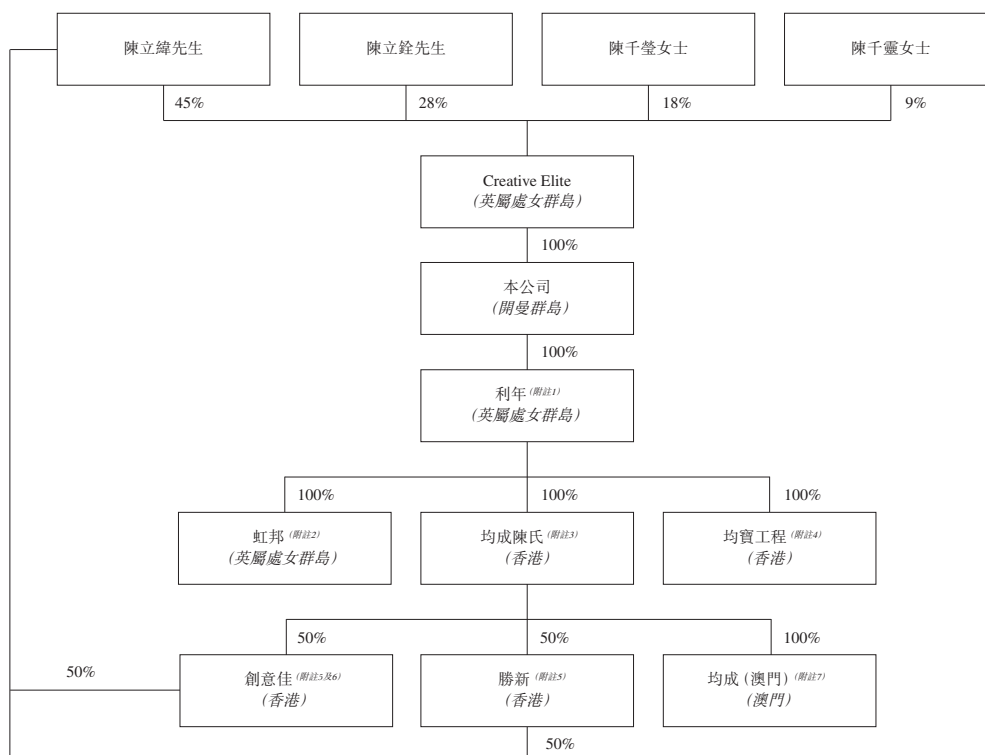 陳立緯先生
陳立銓先生
陳千瑩女士
陳千靈女士
45%
28%
18%
9%
Creative Elite
(英屬處女群島)
100%
本公司
(開曼群島)
100%
利年 (附註1)
(英屬處女群島)
100%
100%
100%
虹邦 (附註2)
(英屬處女群島)
均成陳氏 (附註3)
(香港)
均寶工程 (附註4)
(香港)
50%
50%
50%
100%
創意佳 (附註5及6)
(香港)
勝新 (附註5)
(香港)
均成 (澳門) (附註7)
(澳門)
50%